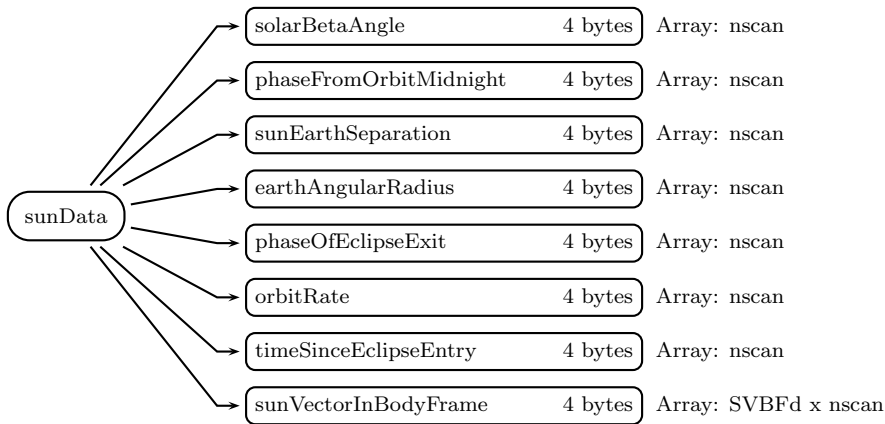 solarBetaAngle 4 bytes Array: nscan
phaseFromOrbitMidnight 4 bytes Array: nscan
sunEarthSeparation 4 bytes Array: nscan
earthAngularRadius 4 bytes Array: nscan
sunData
phaseOfEclipseExit 4 bytes Array: nscan
orbitRate 4 bytes Array: nscan
timeSinceEclipseEntry 4 bytes Array: nscan
sunVectorInBodyFrame 4 bytes Array: SVBFd x nscan